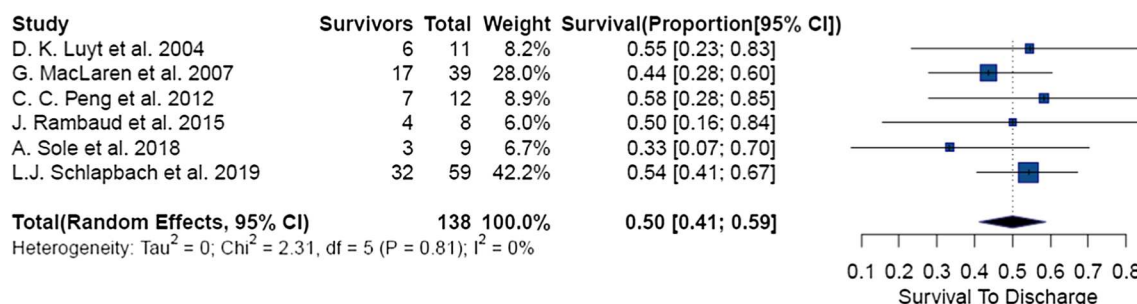 Study Survivors Total Weight Survival(Proportion[95% CI])
D. K. Luyt et al. 2004 6 11 8.2% 0.55 [0.23; 0.83]
G. MacLaren et al. 2007 17 39 28.0% 0.44 [0.28; 0.60]
C. C. Peng et al. 2012 7 12 8.9% 0.58 [0.28; 0.85]
J. Rambaud et al. 2015 4 8 6.0% 0.50 [0.16; 0.84]
A. Sole et al. 2018 3 9 6.7% 0.33 [0.07; 0.70]
L.J. Schlapbach et al. 2019 32 59 42.2% 0.54 [0.41; 0.67]
Total(Random Effects, 95% CI) 138 100.0% 0.50 [0.41; 0.59]
Heterogeneity: Tau² = 0; Chi² = 2.31, df = 5 (P = 0.81); I² = 0%
0.1 0.2 0.3 0.4 0.5 0.6 0.7 0.8
Survival To Discharge